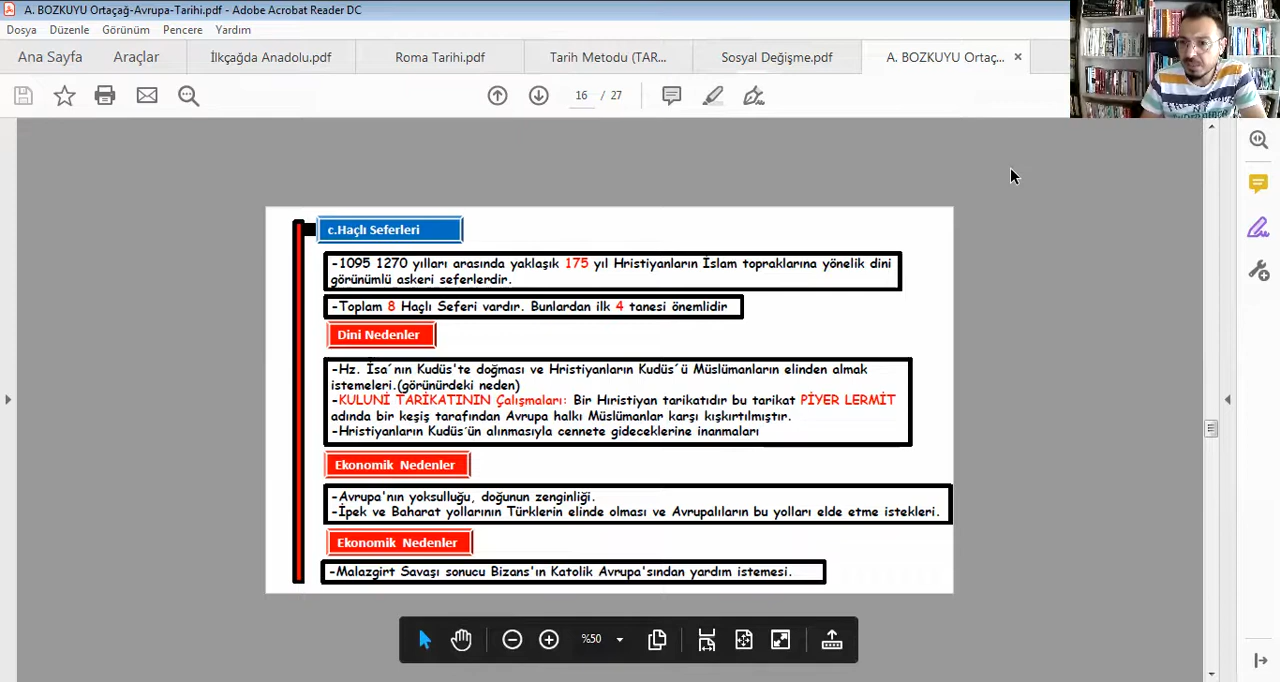 A. BOZKUYU Ortaçağ-Avrupa-Tarihi.pdf - Adobe Acrobat Reader DC
Dosya Düzenle Görünüm Pencere Yardım
Ana Sayfa Araçlar İlkçağda Anadolu.pdf Roma Tarihi.pdf Tarih Metodu (TAR... Sosyal Değişme.pdf A. BOZKUYU Ortaç...
16 / 27
c.Haçlı Seferleri
-1095 1270 yılları arasında yaklaşık 175 yıl Hristiyanların İslam topraklarına yönelik dini
görünümlü askeri seferlerdir.
-Toplam 8 Haçlı Seferi vardır. Bunlardan ilk 4 tanesi önemlidir
Dini Nedenler
-Hz. İsa´nın Kudüs'te doğması ve Hristiyanların Kudüs´ü Müslümanların elinden almak
istemeleri.(görünürdeki neden)
-KULUNİ TARİKATININ Çalışmaları: Bir Hıristiyan tarikatıdır bu tarikat PİYER LERMİT
adında bir keşiş tarafından Avrupa halkı Müslümanlar karşı kışkırtılmıştır.
-Hristiyanların Kudüs´ün alınmasıyla cennete gideceklerine inanmaları
Ekonomik Nedenler
-Avrupa'nın yoksulluğu, doğunun zenginliği.
-İpek ve Baharat yollarının Türklerin elinde olması ve Avrupalıların bu yolları elde etme istekleri.
Ekonomik Nedenler
-Malazgirt Savaşı sonucu Bizans'ın Katolik Avrupa'sından yardım istemesi.
%50